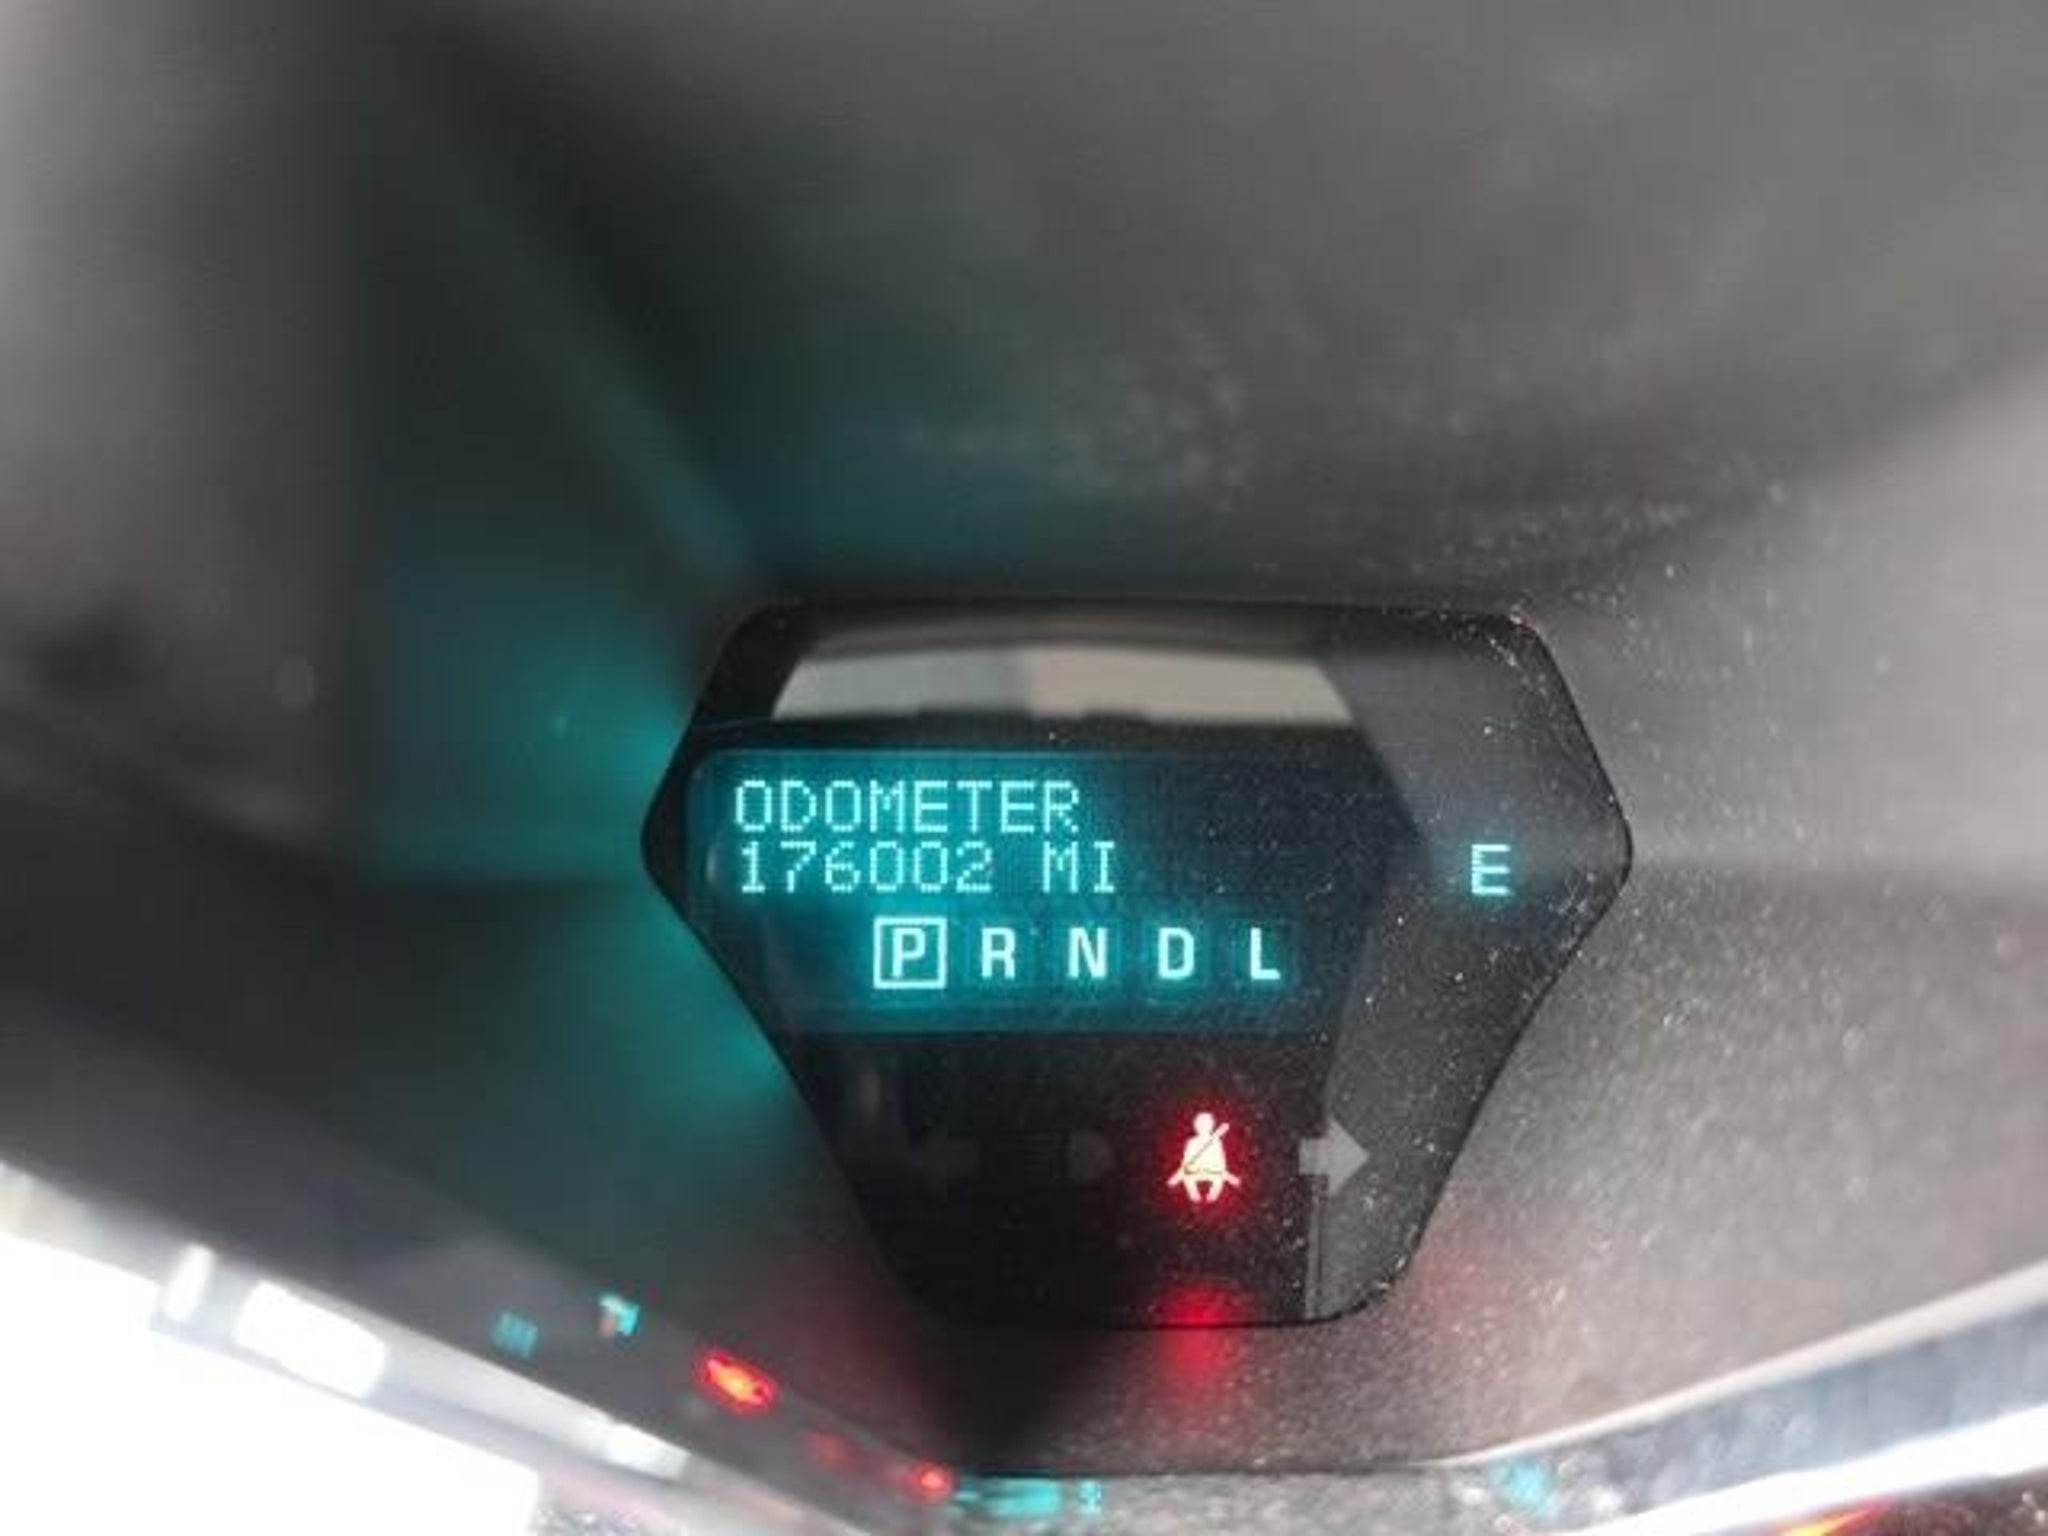 ODOMETER
176002 MI
E
P R N D L